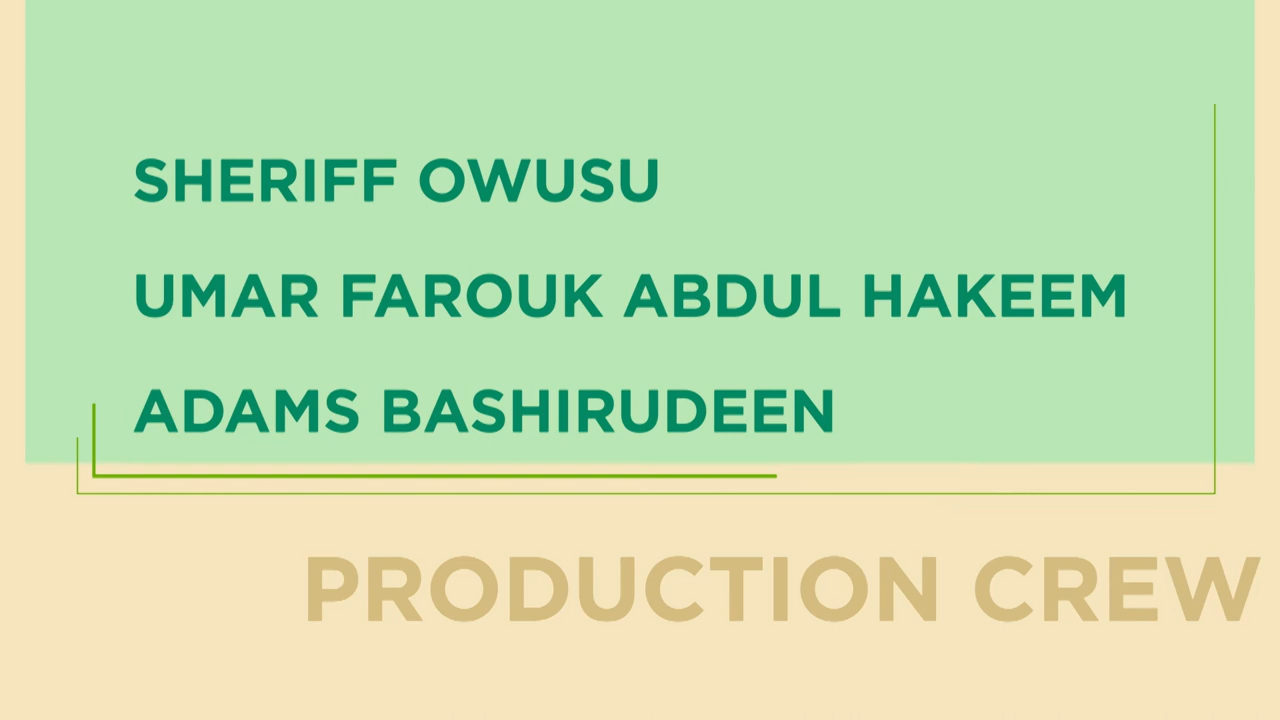 SHERIFF OWUSU
UMAR FAROUK ABDUL HAKEEM
ADAMS BASHIRUDEEN
PRODUCTION CREW